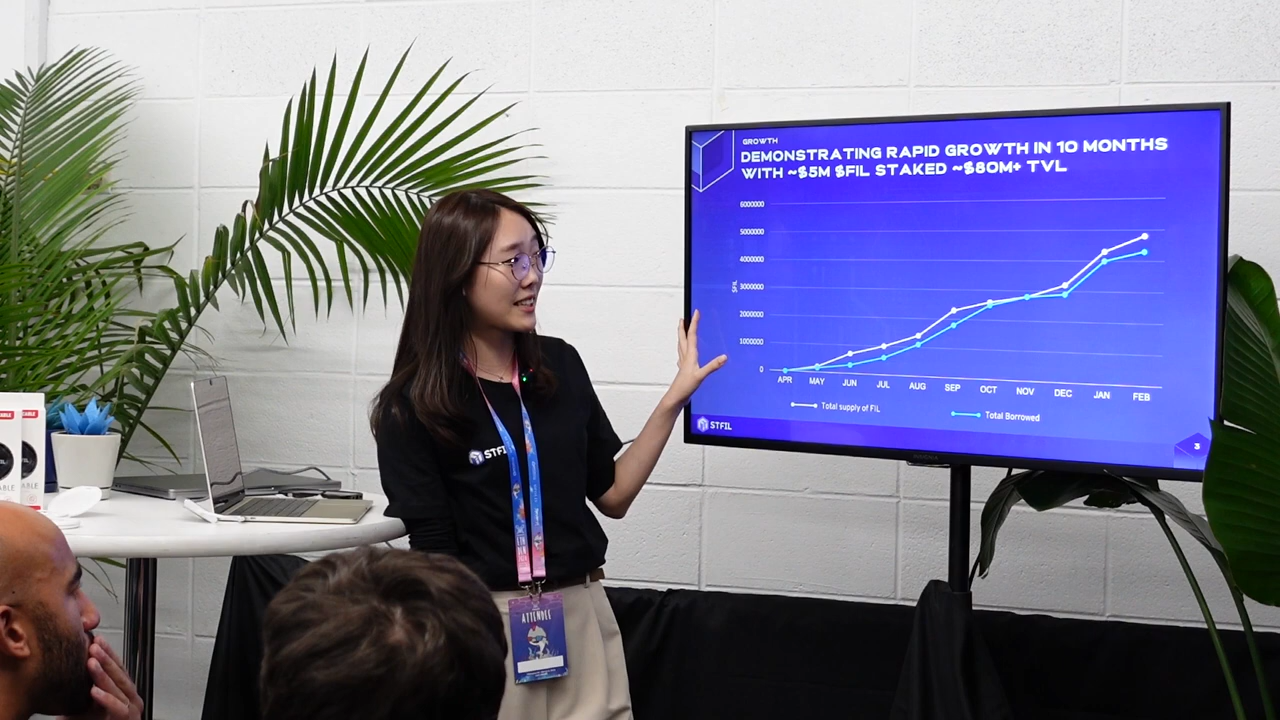 GROWTH
DEMONSTRATING RAPID GROWTH IN 10 MONTHS
WITH ~$5M $FIL STAKED ~$80M+ TVL
$FIL
6000000
5000000
4000000
3000000
2000000
1000000
0
APR MAY JUN JUL AUG SEP OCT NOV DEC JAN FEB
Total supply of FIL Total Borrowed
STFIL
3
STFIL
ATTENDEE